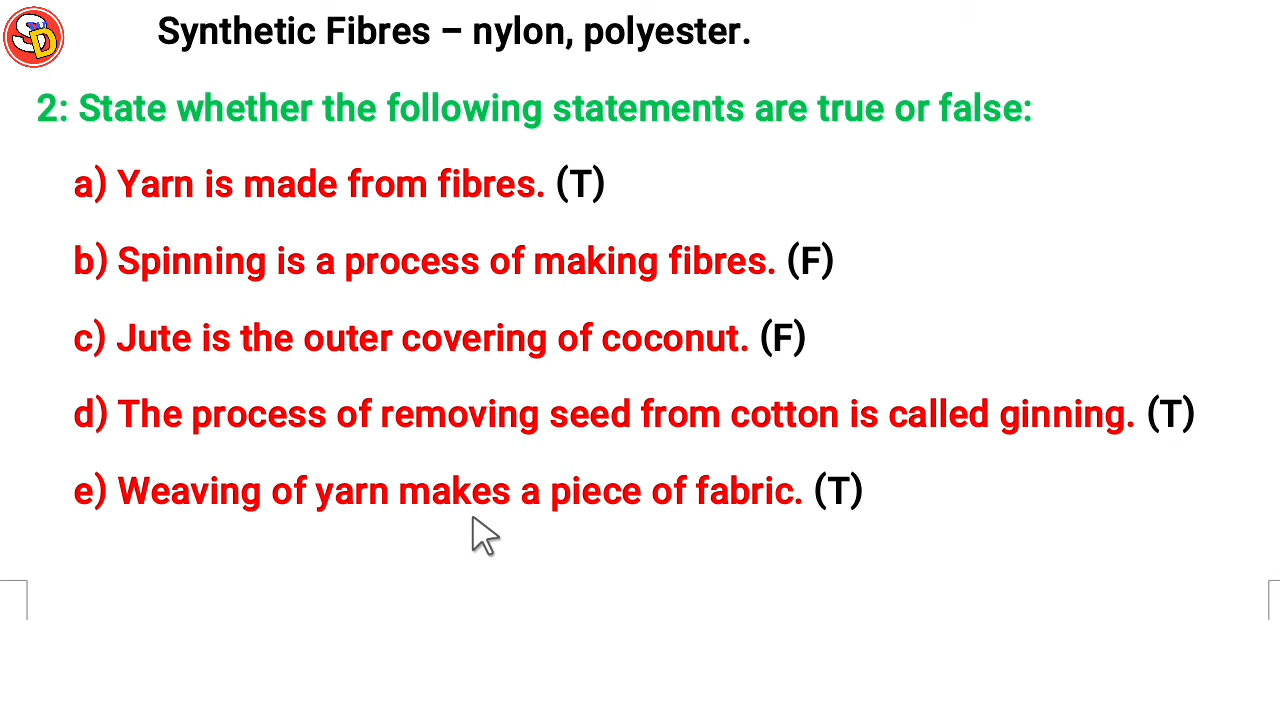 SD
Synthetic Fibres – nylon, polyester.
2: State whether the following statements are true or false:
a) Yarn is made from fibres. (T)
b) Spinning is a process of making fibres. (F)
c) Jute is the outer covering of coconut. (F)
d) The process of removing seed from cotton is called ginning. (T)
e) Weaving of yarn makes a piece of fabric. (T)